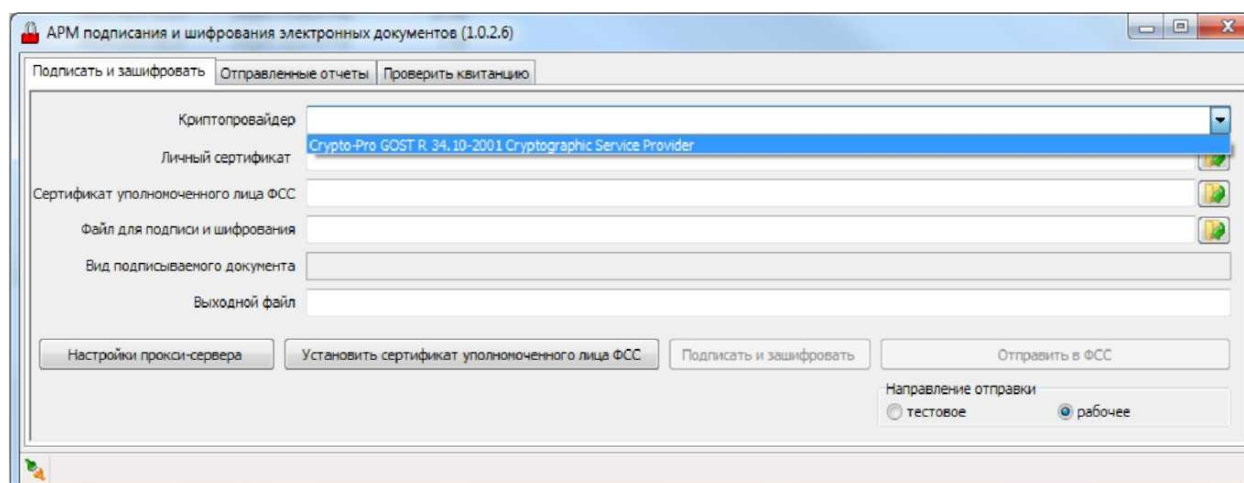 АРМ подписания и шифрования электронных документов (1.0.2.6)
Подписать и зашифровать Отправленные отчеты Проверить квитанцию
Криптопровайдер
Crypto-Pro GOST R 34.10-2001 Cryptographic Service Provider
Личный сертификат
Сертификат уполномоченного лица ФСС
Файл для подписи и шифрования
Вид подписываемого документа
Выходной файл
Настройки прокси-сервера Установить сертификат уполномоченного лица ФСС Подписать и зашифровать Отправить в ФСС
Направление отправки
тестовое рабочее